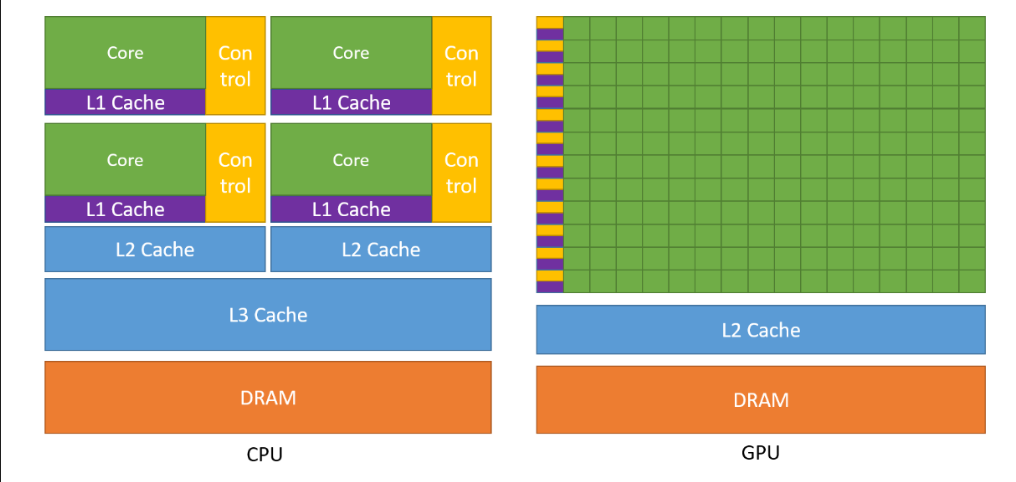 Core
Con
trol
L1 Cache
Core
Con
trol
L1 Cache
Core
Con
trol
L1 Cache
Core
Con
trol
L1 Cache
L2 Cache
L2 Cache
L3 Cache
DRAM
CPU
L2 Cache
DRAM
GPU